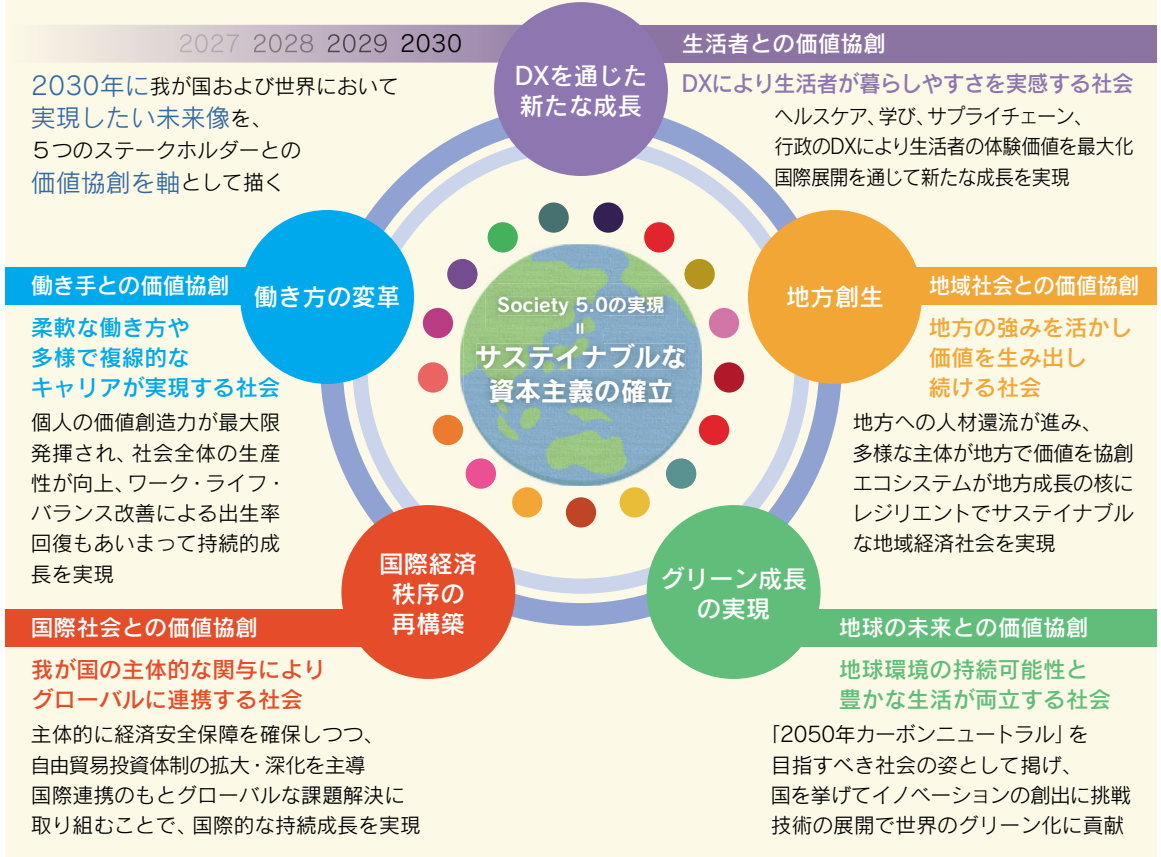 2027 2028 2029 2030
2030年に我が国および世界において
実現したい未来像を、
5つのステークホルダーとの
価値協創を軸として描く
DXを通じた
新たな成長
生活者との価値協創
DXにより生活者が暮らしやすさを実感する社会
ヘルスケア、学び、サプライチェーン、
行政のDXにより生活者の体験価値を最大化
国際展開を通じて新たな成長を実現
働き手との価値協創
働き方の変革
柔軟な働き方や
多様で複線的な
キャリアが実現する社会
個人の価値創造力が最大限
発揮され、社会全体の生産
性が向上、ワーク・ライフ・
バランス改善による出生率
回復もあいまって持続的成
長を実現
Society 5.0の実現
=
サステイナブルな
資本主義の確立
地方創生
地域社会との価値協創
地方の強みを活かし
価値を生み出し
続ける社会
地方への人材還流が進み、
多様な主体が地方で価値を協創
エコシステムが地方成長の核に
レジリエントでサステイナブル
な地域経済社会を実現
国際経済
秩序の
再構築
国際社会との価値協創
我が国の主体的な関与により
グローバルに連携する社会
主体的に経済安全保障を確保しつつ、
自由貿易投資体制の拡大・深化を主導
国際連携のもとグローバルな課題解決に
取り組むことで、国際的な持続成長を実現
グリーン成長
の実現
地球の未来との価値協創
地球環境の持続可能性と
豊かな生活が両立する社会
「2050年カーボンニュートラル」を
目指すべき社会の姿として掲げ、
国を挙げてイノベーションの創出に挑戦
技術の展開で世界のグリーン化に貢献